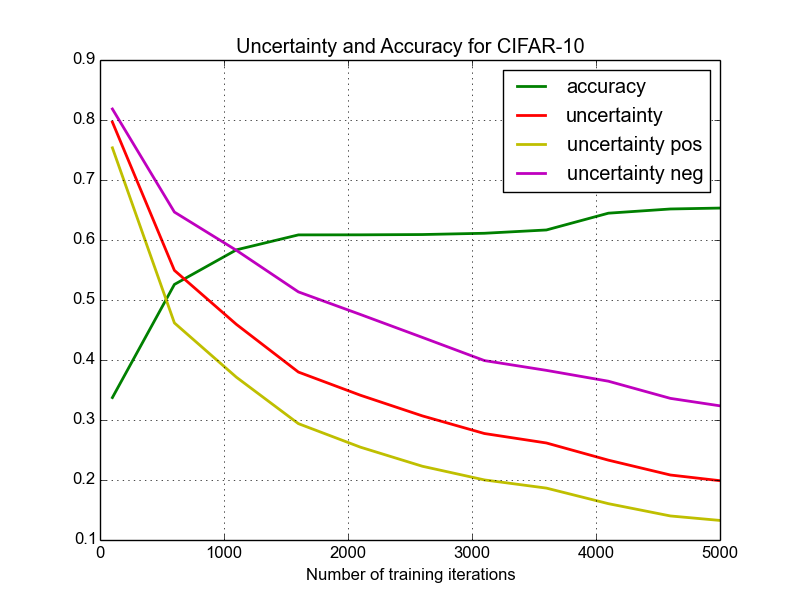 Uncertainty and Accuracy for CIFAR-10
0.9
0.8
0.7
0.6
0.5
0.4
0.3
0.2
0.1
accuracy
uncertainty
uncertainty pos
uncertainty neg
0 1000 2000 3000 4000 5000
Number of training iterations